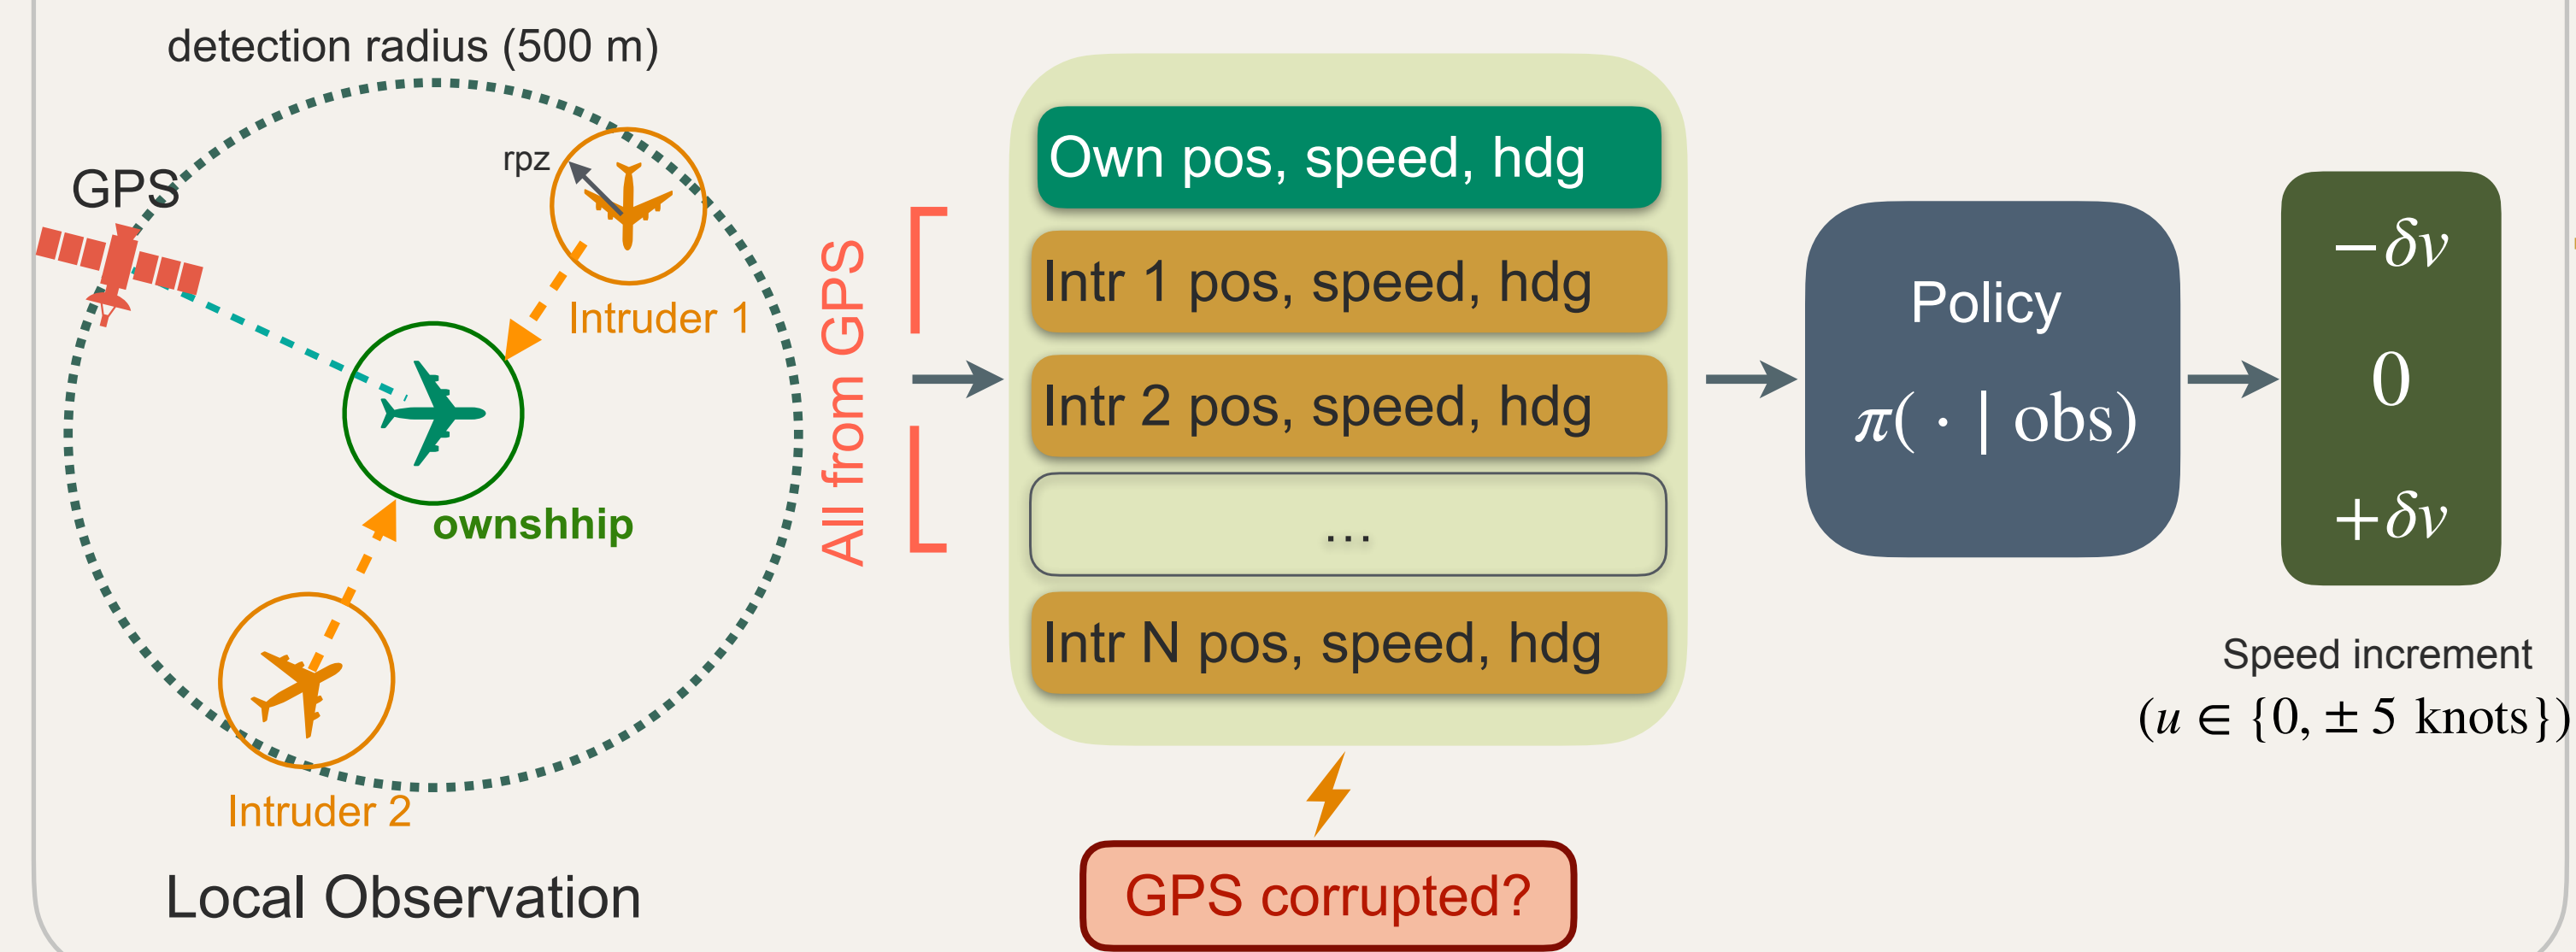 detection radius (500 m)
GPS
rpz
Intruder 1
ownshhip
Intruder 2
Local Observation
All from GPS
Own pos, speed, hdg
Intr 1 pos, speed, hdg
Intr 2 pos, speed, hdg
...
Intr N pos, speed, hdg
GPS corrupted?
Policy
π( · | obs)
−δv
0
+δv
Speed increment
(u ∈ {0, ± 5 knots})